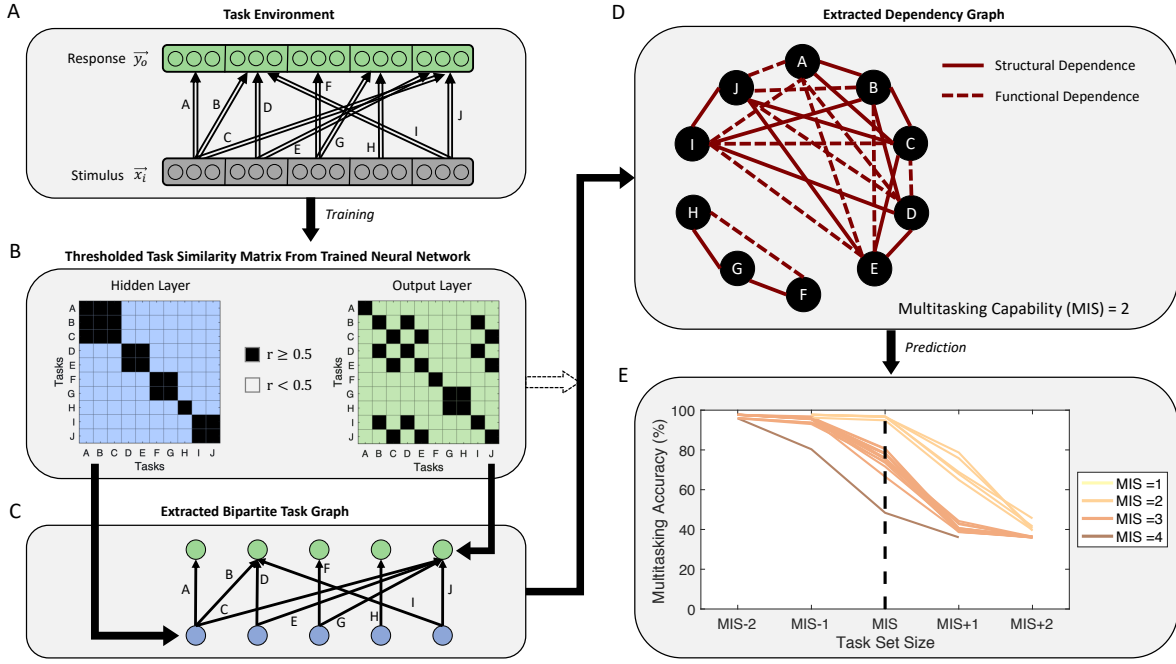 A
Task Environment
Response y_o
A
B
D
C
E
F
G
H
I
J
Stimulus x_i
Training
B
Thresholded Task Similarity Matrix From Trained Neural Network
Hidden Layer
Output Layer
Tasks
A
B
C
D
E
F
G
H
I
J
A B C D E F G H I J
Tasks
r ≥ 0.5
r < 0.5
Tasks
A
B
C
D
E
F
G
H
I
J
A B C D E F G H I J
Tasks
C
Extracted Bipartite Task Graph
A
B
D
C
E
F
G
H
I
J
D
Extracted Dependency Graph
A
J
B
I
C
H
D
G
E
F
Structural Dependence
Functional Dependence
Multitasking Capability (MIS) = 2
Prediction
E
Multitasking Accuracy (%)
100
80
60
40
20
0
MIS-2 MIS-1 MIS MIS+1 MIS+2
Task Set Size
MIS =1
MIS =2
MIS =3
MIS =4